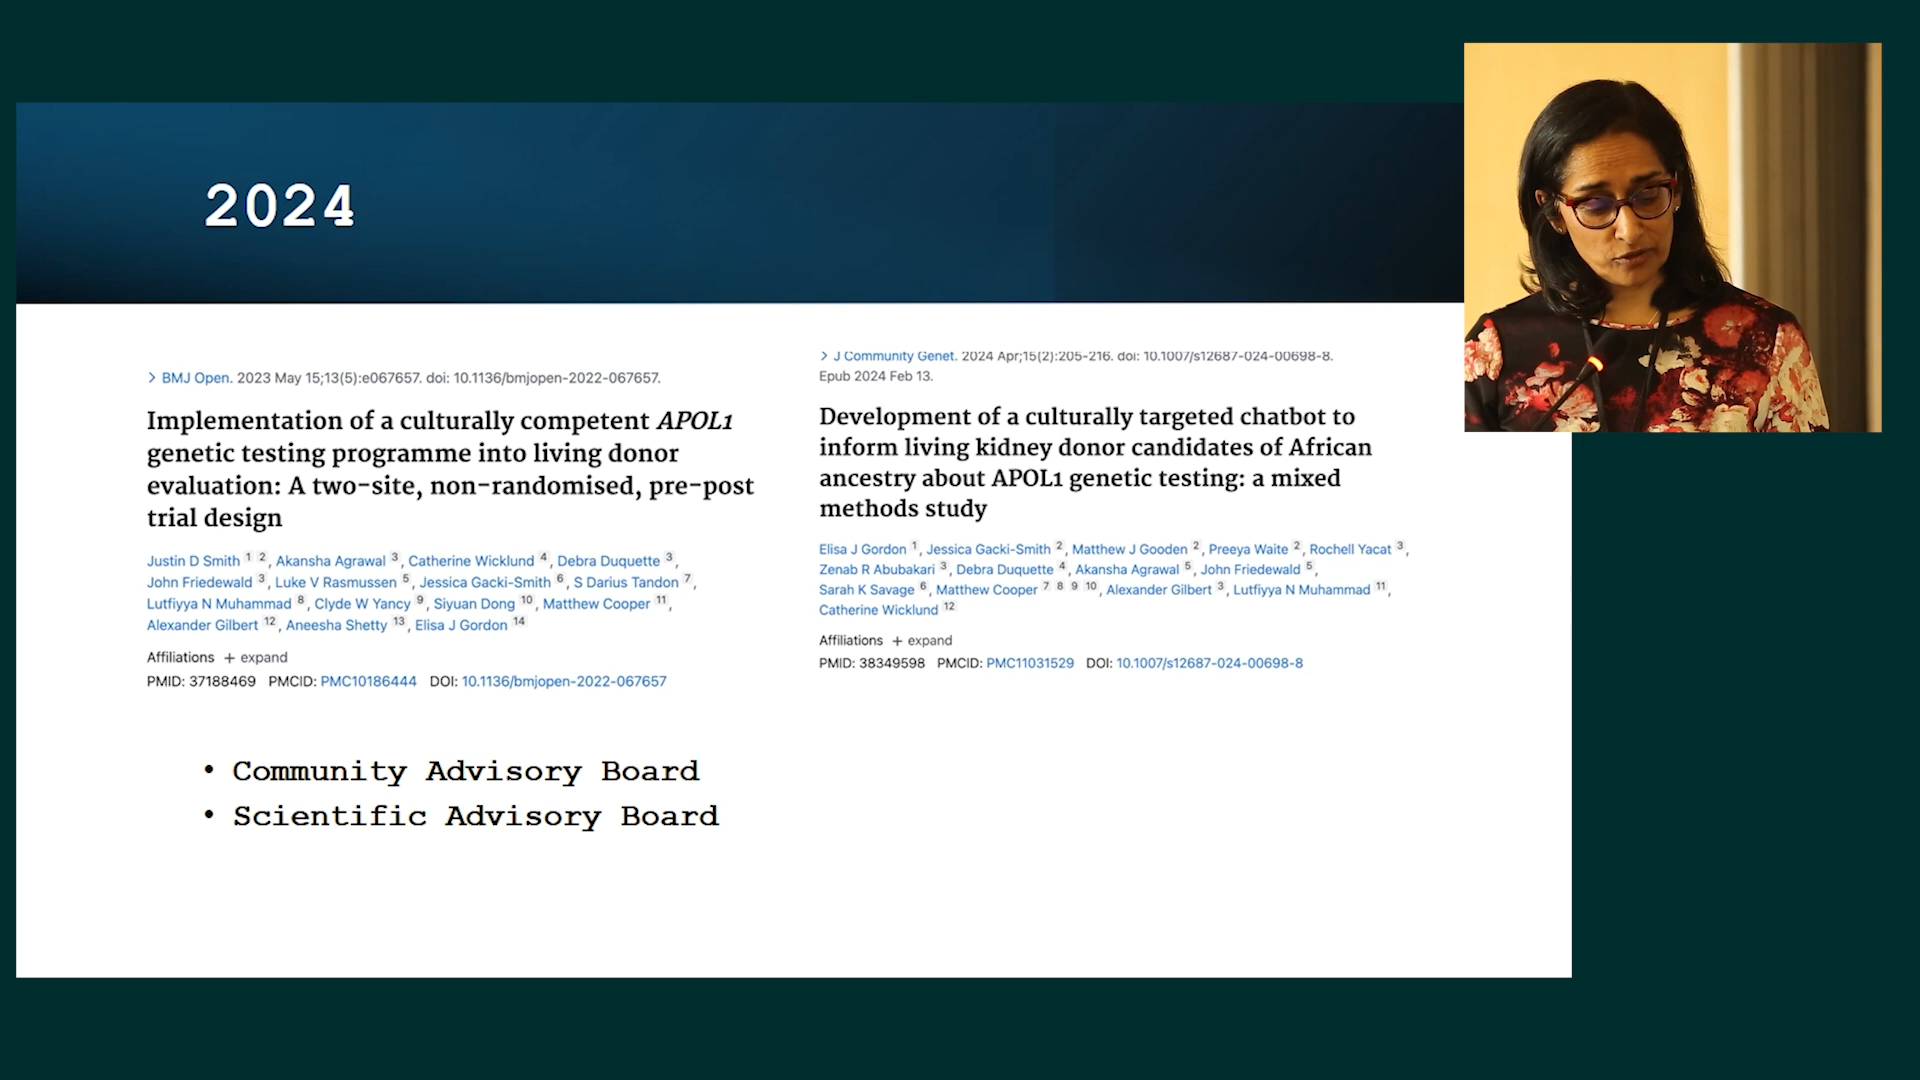 2024
> BMJ Open. 2023 May 15;13(5):e067657. doi: 10.1136/bmjopen-2022-067657.
Implementation of a culturally competent APOL1
genetic testing programme into living donor
evaluation: A two-site, non-randomised, pre-post
trial design
Justin D Smith 1 2, Akansha Agrawal 3, Catherine Wicklund 4, Debra Duquette 3,
John Friedewald 3, Luke V Rasmussen 5, Jessica Gacki-Smith 6, S Darius Tandon 7,
Lutfiyya N Muhammad 8, Clyde W Yancy 9, Siyuan Dong 10, Matthew Cooper 11,
Alexander Gilbert 12, Aneesha Shetty 13, Elisa J Gordon 14
Affiliations + expand
PMID: 37188469 PMCID: PMC10186444 DOI: 10.1136/bmjopen-2022-067657
> J Community Genet. 2024 Apr;15(2):205-216. doi: 10.1007/s12687-024-00698-8.
Epub 2024 Feb 13.
Development of a culturally targeted chatbot to
inform living kidney donor candidates of African
ancestry about APOL1 genetic testing: a mixed
methods study
Elisa J Gordon 1, Jessica Gacki-Smith 2, Matthew J Gooden 2, Preeya Waite 2, Rochell Yacat 3,
Zenab R Abubakari 3, Debra Duquette 4, Akansha Agrawal 5, John Friedewald 5,
Sarah K Savage 6, Matthew Cooper 7 8 9 10, Alexander Gilbert 3, Lutfiyya N Muhammad 11,
Catherine Wicklund 12
Affiliations + expand
PMID: 38349598 PMCID: PMC11031529 DOI: 10.1007/s12687-024-00698-8
• Community Advisory Board
• Scientific Advisory Board